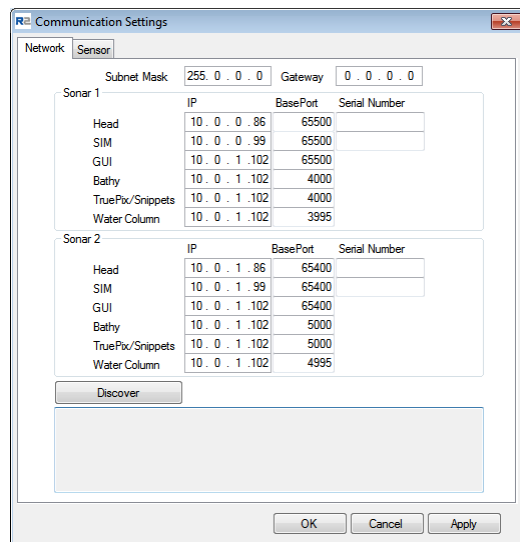 R2 Communication Settings
Network Sensor
Subnet Mask 255. 0 . 0 . 0 Gateway 0 . 0 . 0 . 0
Sonar 1
IP BasePort Serial Number
Head 10 . 0 . 0 . 86 65500
SIM 10 . 0 . 0 . 99 65500
GUI 10 . 0 . 1 .102 65500
Bathy 10 . 0 . 1 .102 4000
TruePix/Snippets 10 . 0 . 1 .102 4000
Water Column 10 . 0 . 1 .102 3995
Sonar 2
IP BasePort Serial Number
Head 10 . 0 . 1 . 86 65400
SIM 10 . 0 . 1 . 99 65400
GUI 10 . 0 . 1 .102 65400
Bathy 10 . 0 . 1 .102 5000
TruePix/Snippets 10 . 0 . 1 .102 5000
Water Column 10 . 0 . 1 .102 4995
Discover
OK Cancel Apply